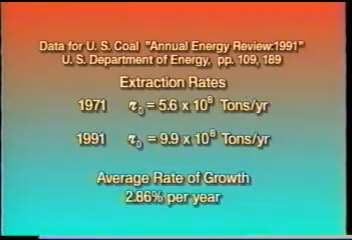 Data for U. S. Coal "Annual Energy Review:1991"
U. S. Department of Energy, pp. 109, 189
Extraction Rates
1971 r₀ = 5.6 x 10⁸ Tons/yr
1991 r₀ = 9.9 x 10⁸ Tons/yr
Average Rate of Growth
2.86% per year